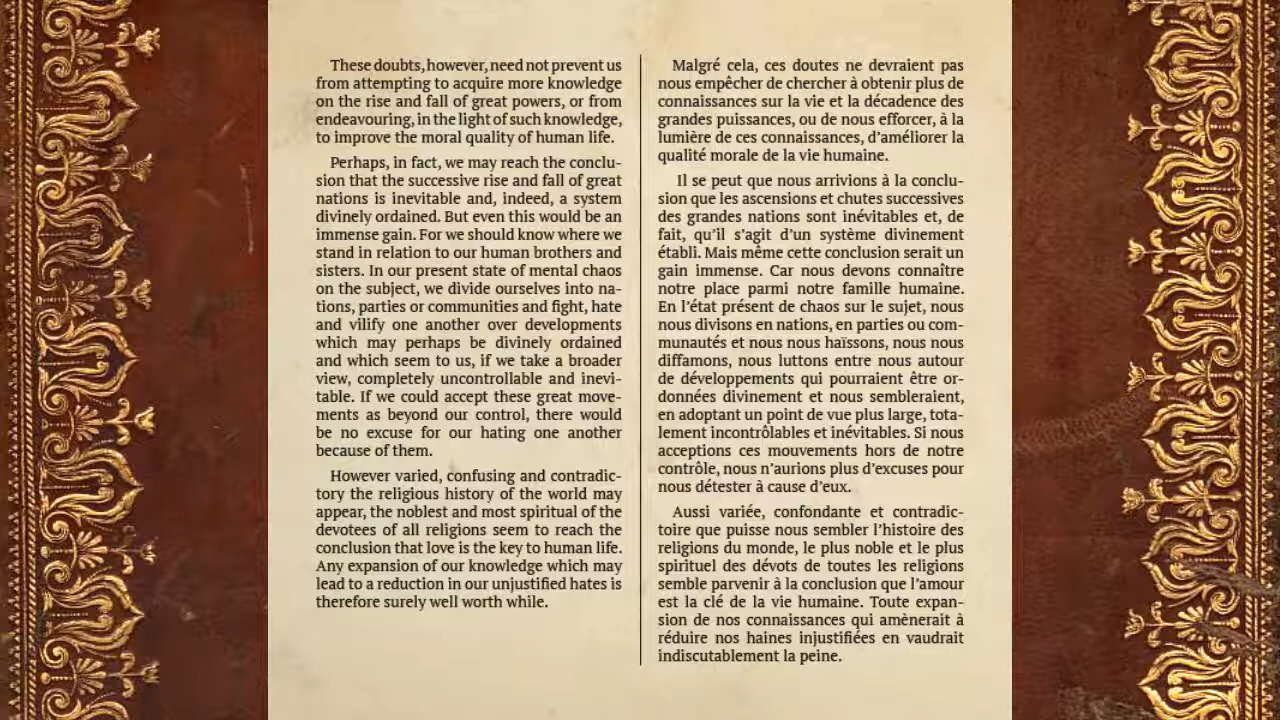 These doubts, however, need not prevent us
from attempting to acquire more knowledge
on the rise and fall of great powers, or from
endeavouring, in the light of such knowledge,
to improve the moral quality of human life.
Perhaps, in fact, we may reach the conclu-
sion that the successive rise and fall of great
nations is inevitable and, indeed, a system
divinely ordained. But even this would be an
immense gain. For we should know where we
stand in relation to our human brothers and
sisters. In our present state of mental chaos
on the subject, we divide ourselves into na-
tions, parties or communities and fight, hate
and vilify one another over developments
which may perhaps be divinely ordained
and which seem to us, if we take a broader
view, completely uncontrollable and inevi-
table. If we could accept these great move-
ments as beyond our control, there would
be no excuse for our hating one another
because of them.
However varied, confusing and contradic-
tory the religious history of the world may
appear, the noblest and most spiritual of the
devotees of all religions seem to reach the
conclusion that love is the key to human life.
Any expansion of our knowledge which may
lead to a reduction in our unjustified hates is
therefore surely well worth while.
Malgré cela, ces doutes ne devraient pas
nous empêcher de chercher à obtenir plus de
connaissances sur la vie et la décadence des
grandes puissances, ou de nous efforcer, à la
lumière de ces connaissances, d'améliorer la
qualité morale de la vie humaine.
Il se peut que nous arrivions à la conclu-
sion que les ascensions et chutes successives
des grandes nations sont inévitables et, de
fait, qu'il s'agit d'un système divinement
établi. Mais même cette conclusion serait un
gain immense. Car nous devons connaître
notre place parmi notre famille humaine.
En l'état présent de chaos sur le sujet, nous
nous divisons en nations, en parties ou com-
munautés et nous nous haïssons, nous nous
diffamons, nous luttons entre nous autour
de développements qui pourraient être or-
données divinement et nous sembleraient,
en adoptant un point de vue plus large, tota-
lement incontrôlables et inévitables. Si nous
acceptions ces mouvements hors de notre
contrôle, nous n'aurions plus d'excuses pour
nous détester à cause d'eux.
Aussi variée, confondante et contradic-
toire que puisse nous sembler l'histoire des
religions du monde, le plus noble et le plus
spirituel des dévots de toutes les religions
semble parvenir à la conclusion que l'amour
est la clé de la vie humaine. Toute expan-
sion de nos connaissances qui amènerait à
réduire nos haines injustifiées en vaudrait
indiscutablement la peine.